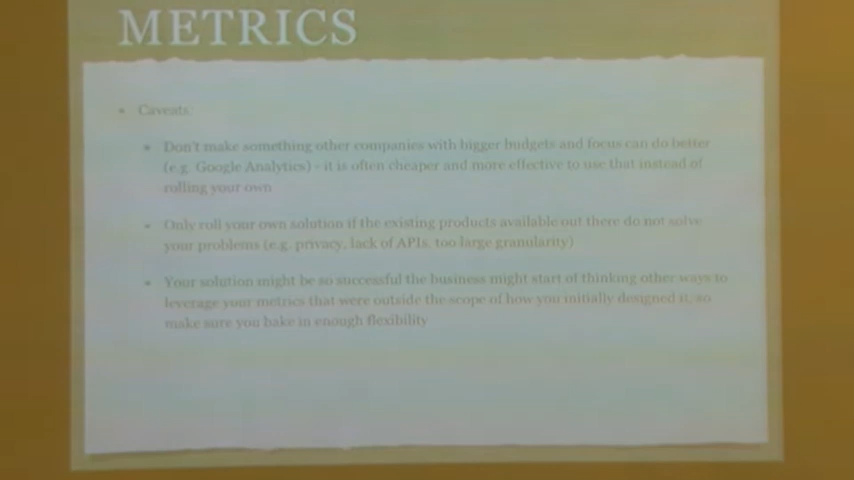 METRICS
• Caveats:
• Don't make something other companies with bigger budgets and focus can do better
(e.g. Google Analytics) - it is often cheaper and more effective to use that instead of
rolling your own
• Only roll your own solution if the existing products available out there do not solve
your problems (e.g. privacy, lack of APIs, too large granularity)
• Your solution might be so successful the business might start of thinking other ways to
leverage your metrics that were outside the scope of how you initially designed it, so
make sure you bake in enough flexibility